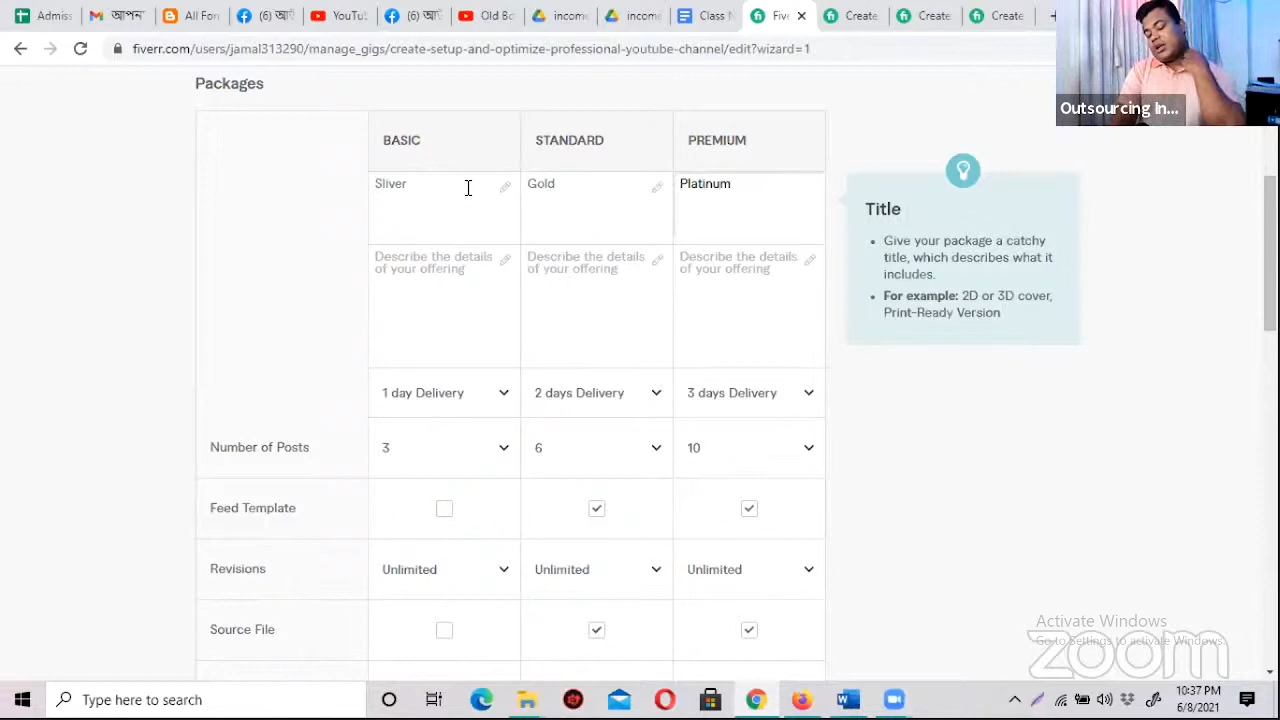 Admi
All For
(6) আ
YouTu
(6) আ
Old Bo
income
income
Class N
Fiver
Create
Create
Create
fiverr.com/users/jamal313290/manage_gigs/create-setup-and-optimize-professional-youtube-channel/edit?wizard=1
Outsourcing In...
Packages
BASIC STANDARD PREMIUM
Sliver Gold Platinum
Describe the details of your offering
Describe the details of your offering
Describe the details of your offering
1 day Delivery 2 days Delivery 3 days Delivery
Number of Posts 3 6 10
Feed Template
Revisions Unlimited Unlimited Unlimited
Source File
Title
Give your package a catchy
title, which describes what it
includes.
For example: 2D or 3D cover,
Print-Ready Version
Activate Windows
Go to Settings to activate Windows.
zoom
Type here to search
10:37 PM
6/8/2021